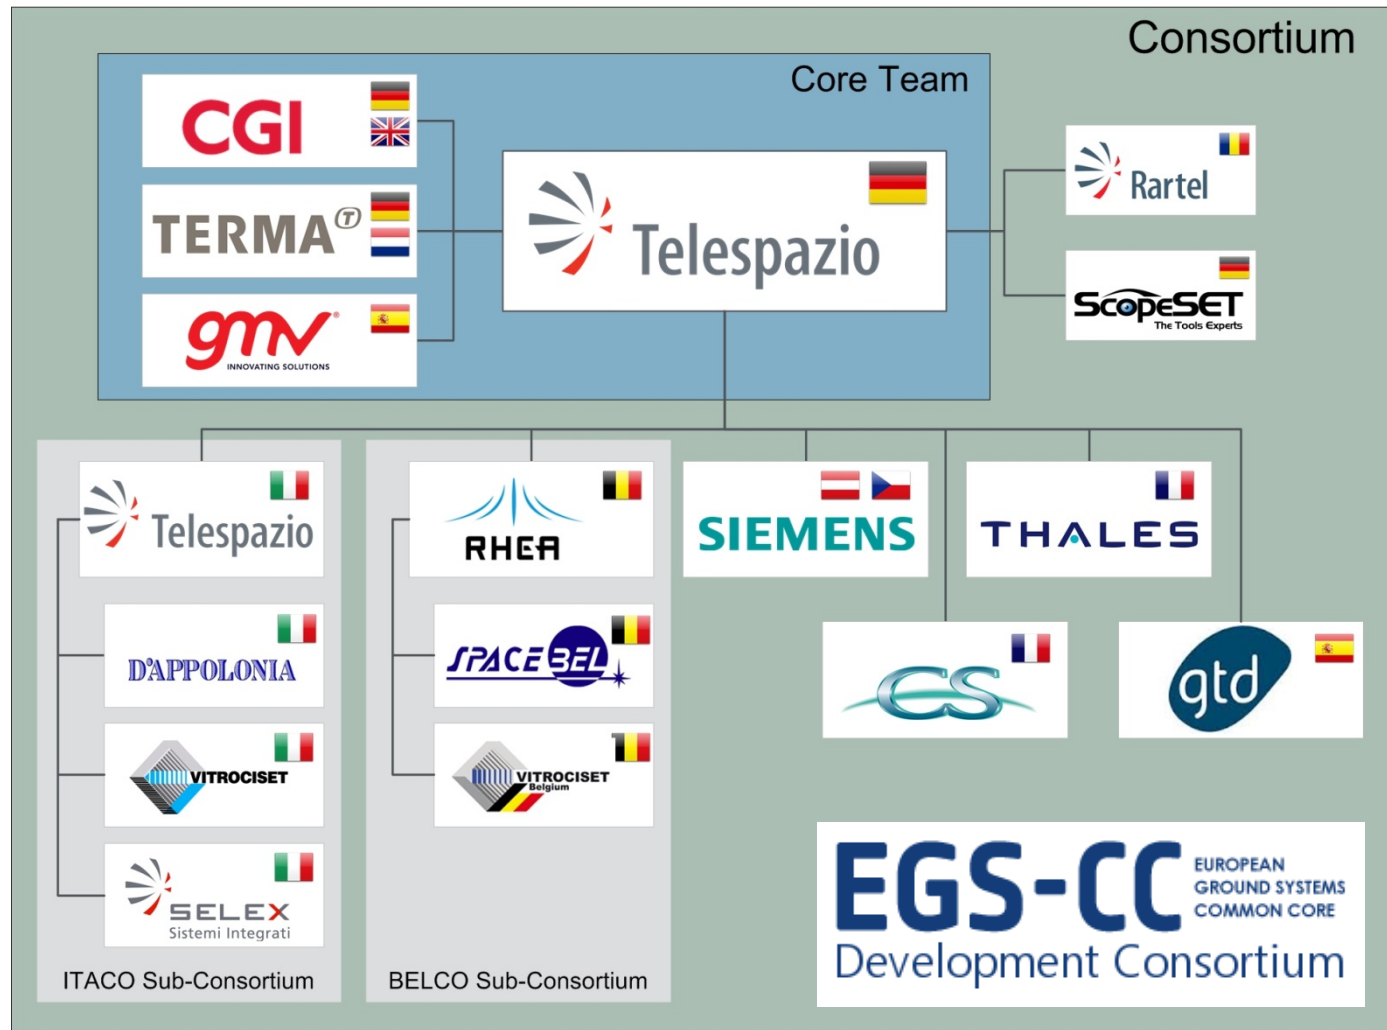 Consortium
Core Team
CGI
TERMA T
gmv®
INNOVATING SOLUTIONS
Telespazio
Rartel
ScopeSET
The Tools Experts
Telespazio
D'APPOLONIA
VITROCISET
SELEX
Sistemi Integrati
ITACO Sub-Consortium
RHEA
SPACEBEL
VITROCISET
Belgium
BELCO Sub-Consortium
SIEMENS
THALES
CS
gtd
EGS-CC
EUROPEAN
GROUND SYSTEMS
COMMON CORE
Development Consortium